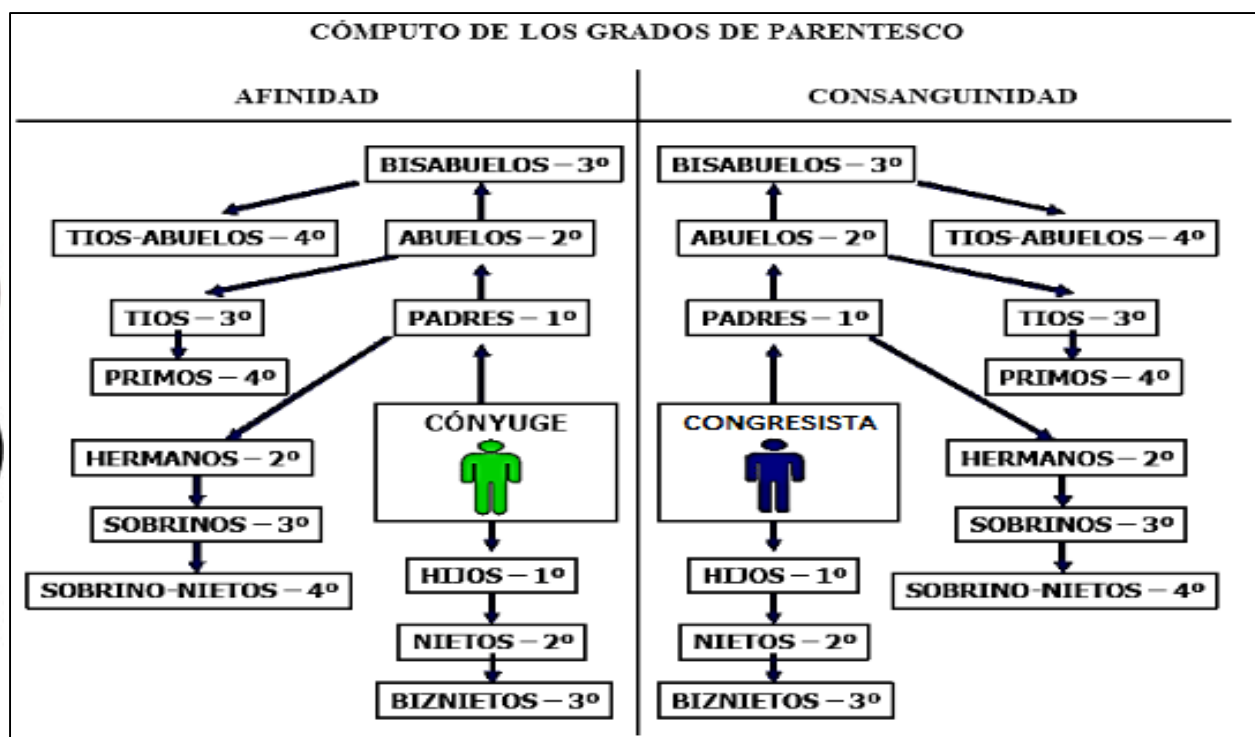 CÓMPUTO DE LOS GRADOS DE PARENTESCO
AFINIDAD
BISABUELOS – 3º
TIOS-ABUELOS – 4º
ABUELOS – 2º
TIOS – 3º
PADRES – 1º
PRIMOS – 4º
CÓNYUGE
HERMANOS – 2º
SOBRINOS – 3º
HIJOS – 1º
SOBRINO-NIETOS – 4º
NIETOS – 2º
BIZNIETOS – 3º
CONSANGUINIDAD
BISABUELOS – 3º
ABUELOS – 2º
TIOS-ABUELOS – 4º
PADRES – 1º
TIOS – 3º
PRIMOS – 4º
CONGRESISTA
HERMANOS – 2º
SOBRINOS – 3º
HIJOS – 1º
SOBRINO-NIETOS – 4º
NIETOS – 2º
BIZNIETOS – 3º